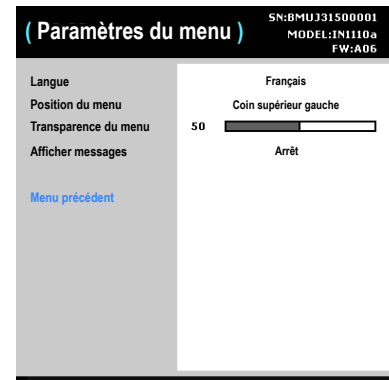 ( Paramètres du menu )
SN:BMUJ31500001
MODEL:IN1110a
FW:A06
Langue Français
Position du menu Coin supérieur gauche
Transparence du menu 50
Afficher messages Arrêt
Menu précédent